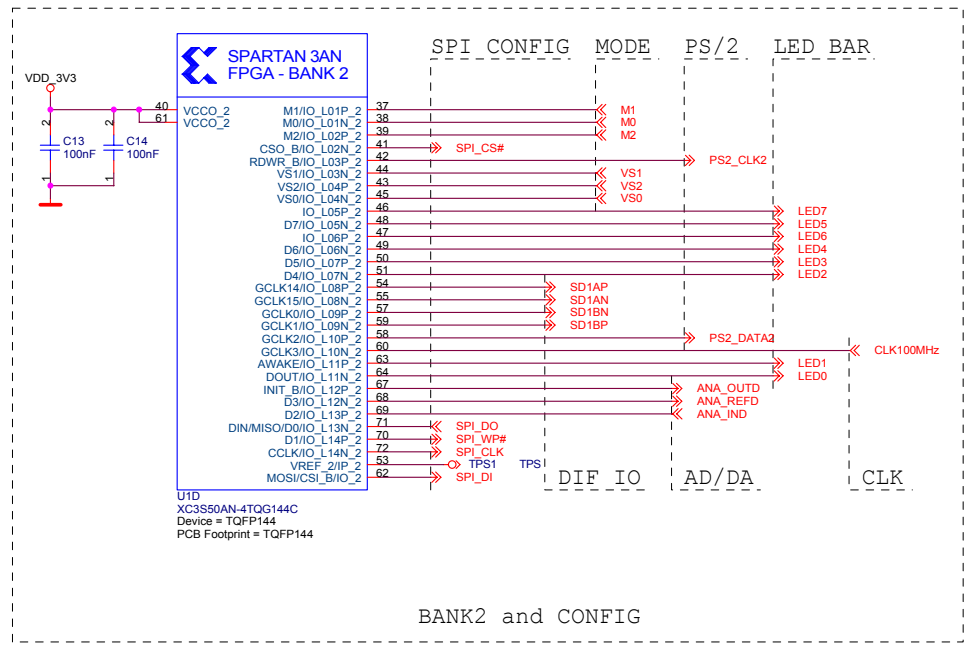 SPI CONFIG MODE PS/2 LED BAR
SPARTAN 3AN
FPGA - BANK 2
VDD_3V3
40 VCCO_2
61 VCCO_2
2 C13 100nF 1
2 C14 100nF 1
M1/IO_L01P_2 37 M1
M0/IO_L01N_2 38 M0
M2/IO_L02P_2 39 M2
CSO_B/IO_L02N_2 41 SPI_CS#
RDWR_B/IO_L03P_2 42 PS2_CLK2
VS1/IO_L03N_2 44 VS1
VS2/IO_L04P_2 43 VS2
VS0/IO_L04N_2 45 VS0
IO_L05P_2 46 LED7
D7/IO_L05N_2 48 LED5
IO_L06P_2 47 LED6
D6/IO_L06N_2 49 LED4
D5/IO_L07P_2 50 LED3
D4/IO_L07N_2 51 LED2
GCLK14/IO_L08P_2 54 SD1AP
GCLK15/IO_L08N_2 55 SD1AN
GCLK0/IO_L09P_2 57 SD1BN
GCLK1/IO_L09N_2 59 SD1BP
GCLK2/IO_L10P_2 58 PS2_DATA2
GCLK3/IO_L10N_2 60 CLK100MHz
AWAKE/IO_L11P_2 63 LED1
DOUT/IO_L11N_2 64 LED0
INIT_B/IO_L12P_2 67 ANA_OUTD
D3/IO_L12N_2 68 ANA_REFD
D2/IO_L13P_2 69 ANA_IND
DIN/MISO/D0/IO_L13N_2 71 SPI_DO
D1/IO_L14P_2 70 SPI_WP#
CCLK/IO_L14N_2 72 SPI_CLK
VREF_2/IP_2 53 TPS1 TPS
MOSI/CSI_B/IO_2 62 SPI_DI
DIF IO AD/DA CLK
U1D
XC3S50AN-4TQG144C
Device = TQFP144
PCB Footprint = TQFP144
BANK2 and CONFIG